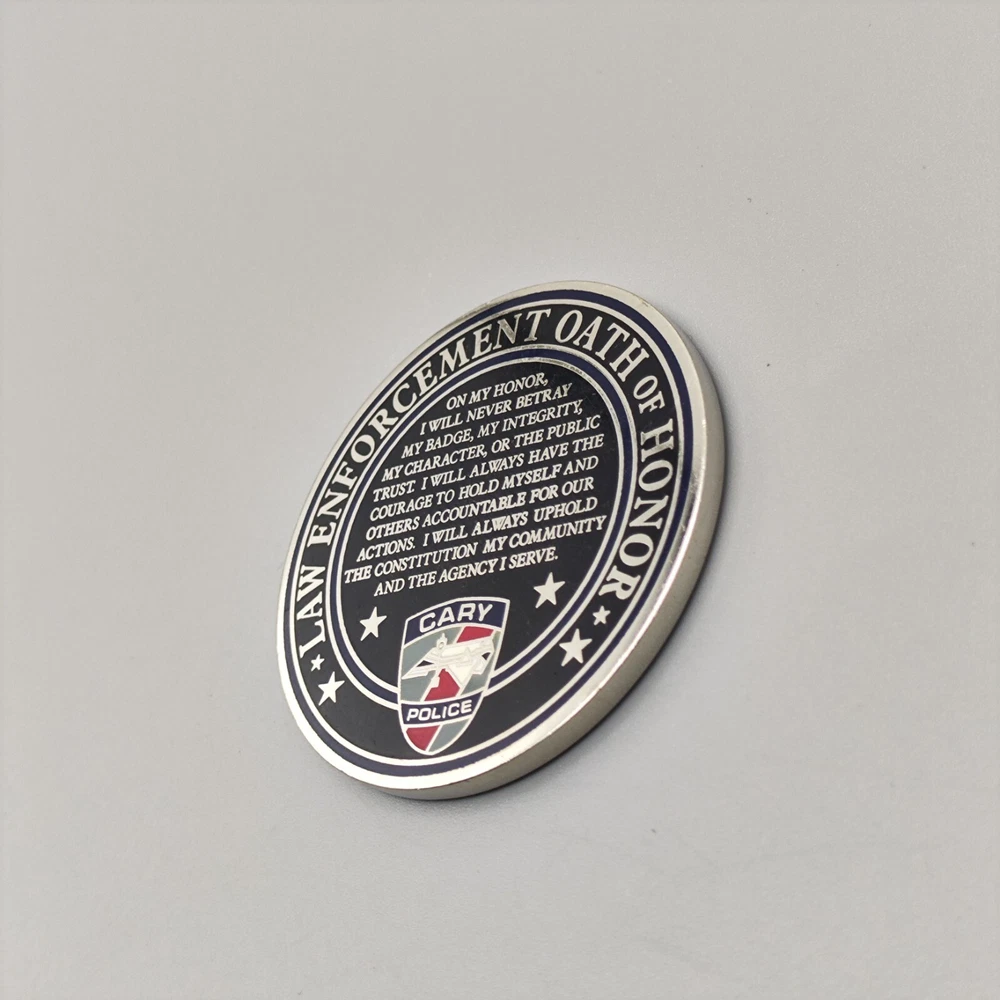 LAW ENFORCEMENT OATH OF HONOR
ON MY HONOR,
I WILL NEVER BETRAY
MY BADGE, MY INTEGRITY,
MY CHARACTER, OR THE PUBLIC
TRUST. I WILL ALWAYS HAVE THE
COURAGE TO HOLD MYSELF AND
OTHERS ACCOUNTABLE FOR OUR
ACTIONS. I WILL ALWAYS UPHOLD
THE CONSTITUTION MY COMMUNITY
AND THE AGENCY I SERVE.
CARY
POLICE